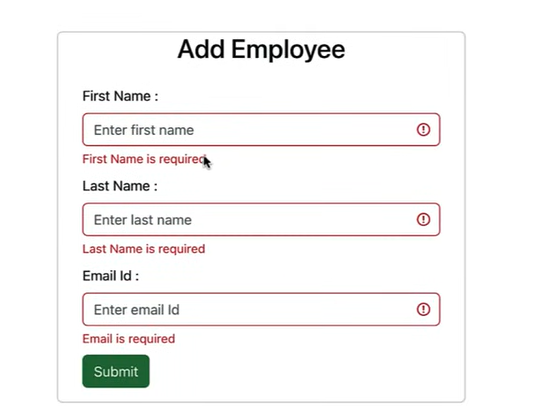 Add Employee
First Name :
Enter first name
First Name is required
Last Name :
Enter last name
Last Name is required
Email Id :
Enter email Id
Email is required
Submit